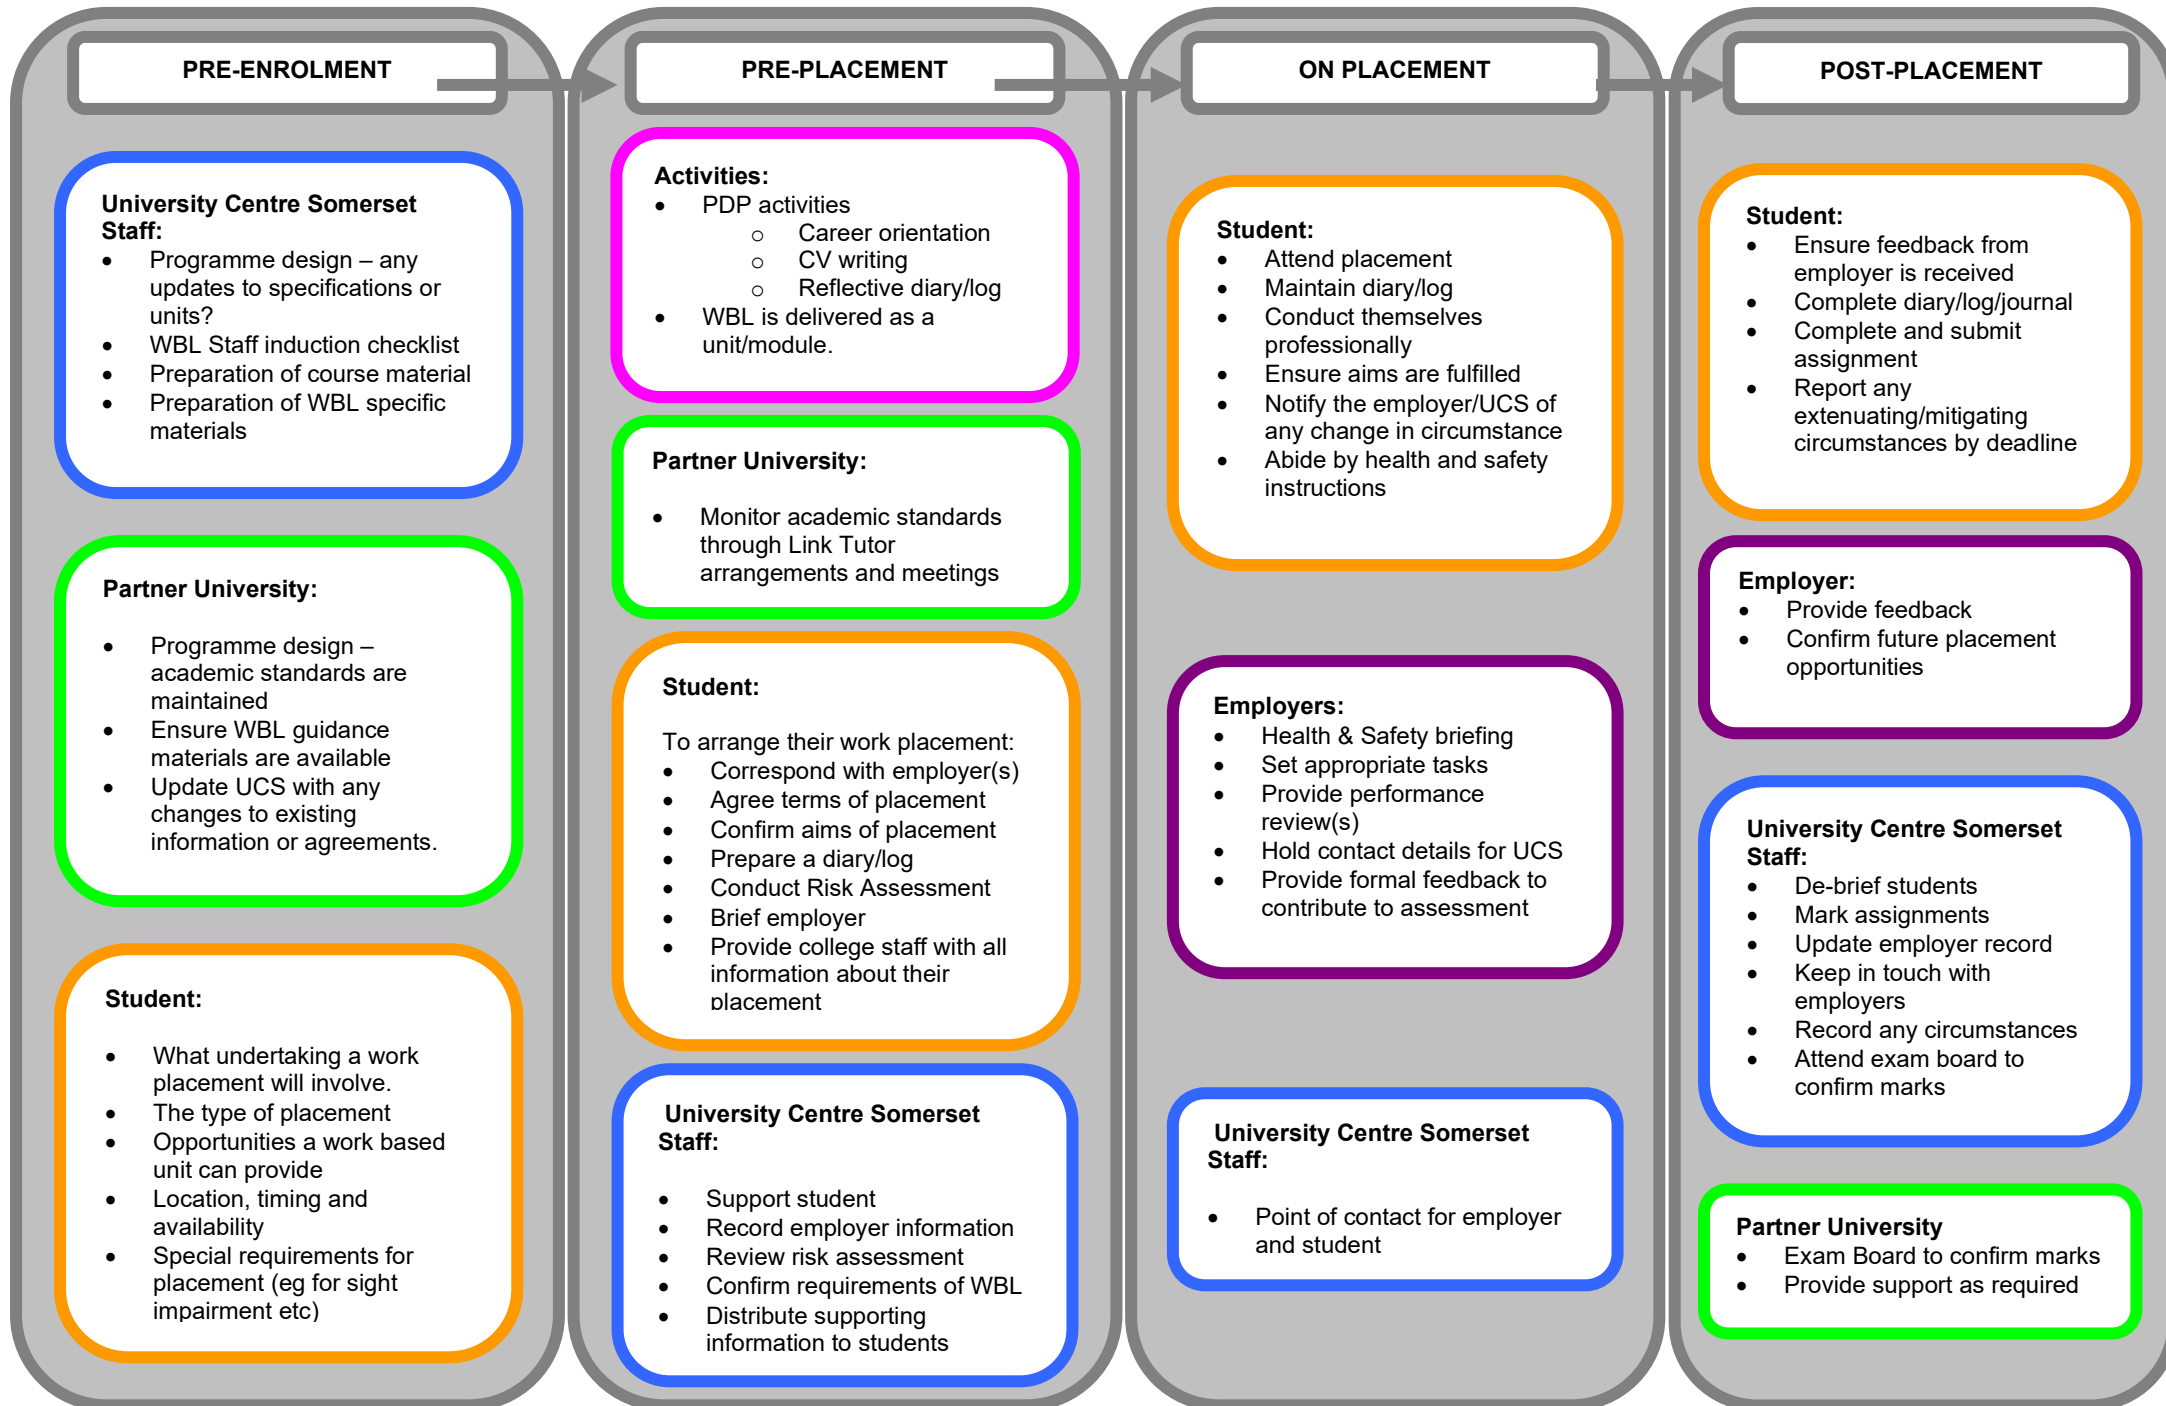 PRE-ENROLMENT
University Centre Somerset
Staff:
• Programme design – any
updates to specifications or
units?
• WBL Staff induction checklist
• Preparation of course material
• Preparation of WBL specific
materials
Partner University:
• Programme design –
academic standards are
maintained
• Ensure WBL guidance
materials are available
• Update UCS with any
changes to existing
information or agreements.
Student:
• What undertaking a work
placement will involve.
• The type of placement
• Opportunities a work based
unit can provide
• Location, timing and
availability
• Special requirements for
placement (eg for sight
impairment etc)
PRE-PLACEMENT
Activities:
• PDP activities
o Career orientation
o CV writing
o Reflective diary/log
• WBL is delivered as a
unit/module.
Partner University:
• Monitor academic standards
through Link Tutor
arrangements and meetings
Student:
To arrange their work placement:
• Correspond with employer(s)
• Agree terms of placement
• Confirm aims of placement
• Prepare a diary/log
• Conduct Risk Assessment
• Brief employer
• Provide college staff with all
information about their
placement
University Centre Somerset
Staff:
• Support student
• Record employer information
• Review risk assessment
• Confirm requirements of WBL
• Distribute supporting
information to students
ON PLACEMENT
Student:
• Attend placement
• Maintain diary/log
• Conduct themselves
professionally
• Ensure aims are fulfilled
• Notify the employer/UCS of
any change in circumstance
• Abide by health and safety
instructions
Employers:
• Health & Safety briefing
• Set appropriate tasks
• Provide performance
review(s)
• Hold contact details for UCS
• Provide formal feedback to
contribute to assessment
University Centre Somerset
Staff:
• Point of contact for employer
and student
POST-PLACEMENT
Student:
• Ensure feedback from
employer is received
• Complete diary/log/journal
• Complete and submit
assignment
• Report any
extenuating/mitigating
circumstances by deadline
Employer:
• Provide feedback
• Confirm future placement
opportunities
University Centre Somerset
Staff:
• De-brief students
• Mark assignments
• Update employer record
• Keep in touch with
employers
• Record any circumstances
• Attend exam board to
confirm marks
Partner University
• Exam Board to confirm marks
• Provide support as required